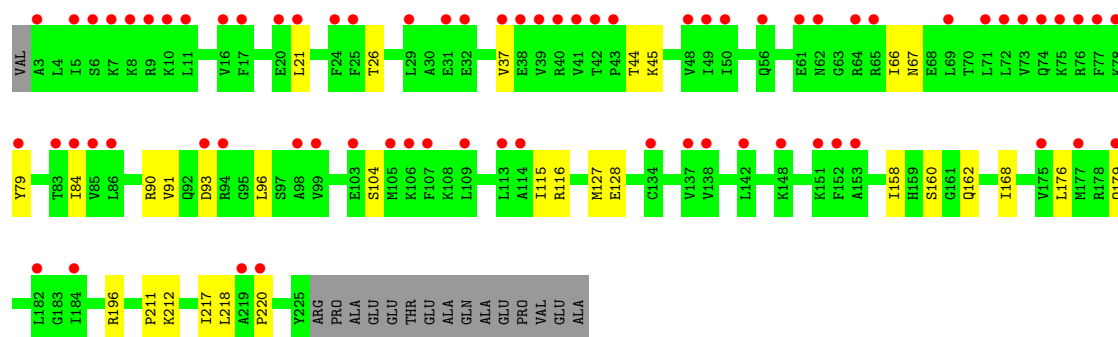 VAL A3 L4 I5 S6 K7 K8 R9 K10 L11 V16 F17 E20 L21 F24 F25 T26 L29 A30 E31 E32 V37 E38 V39 R40 V41 T42 P43 T44 K45 V48 I49 I50 Q56 E61 N62 G63 R64 R65 I66 N67 E68 L69 T70 L71 L72 V73 Q74 K75 R76 F77 K78
Y79 T83 I84 V85 L86 R90 V91 Q92 D93 R94 G95 L96 S97 A98 V99 E103 S104 M105 K106 F107 K108 L109 L113 A114 I115 R116 M127 E128 C134 V137 V138 L142 K148 K151 F152 A153 I158 H159 S160 G161 Q162 I168 V175 L176 M177 R178 Q179
L182 G183 I184 R196 P211 K212 I217 L218 A219 P220 Y225 ARG PRO ALA GLU GLU THR GLU ALA GLN ALA GLU PRO VAL GLU ALA